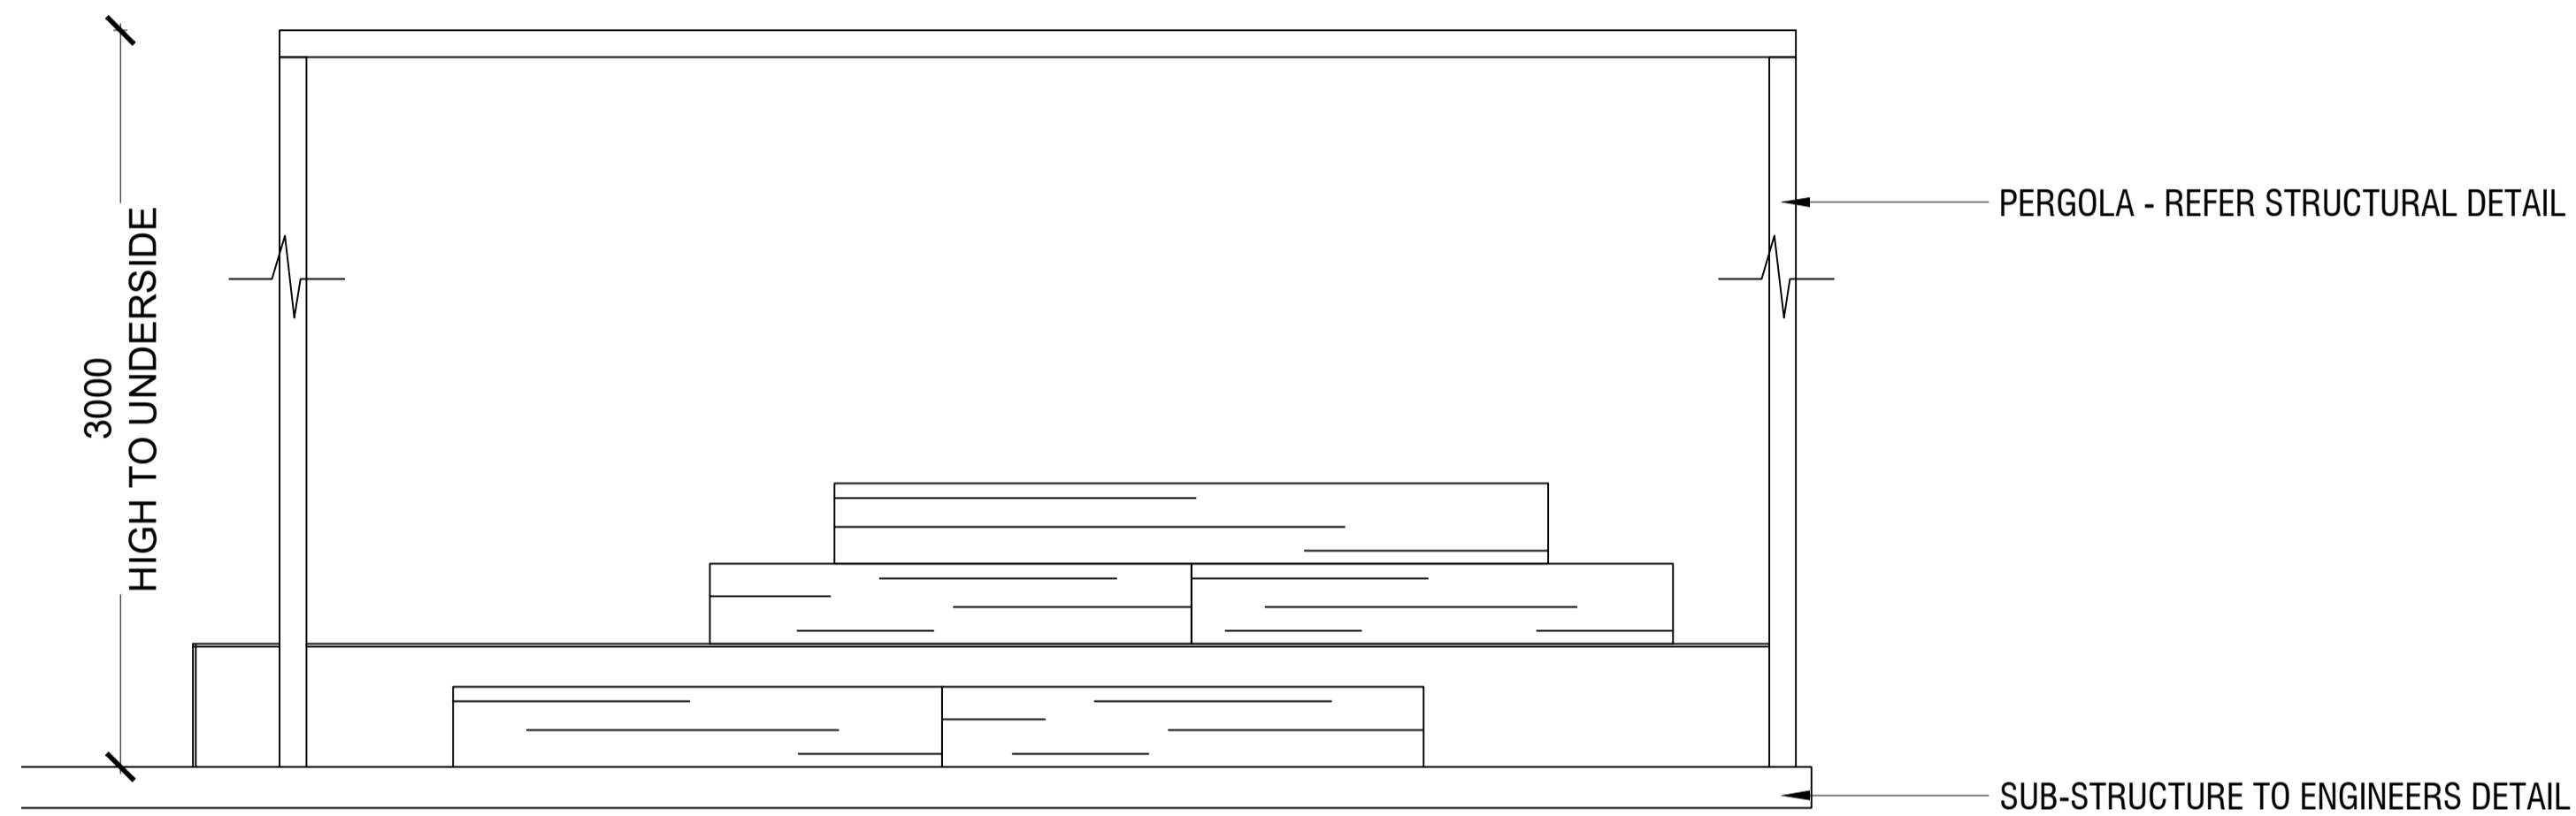 3000
HIGH TO UNDERSIDE
PERGOLA - REFER STRUCTURAL DETAIL
SUB-STRUCTURE TO ENGINEERS DETAIL